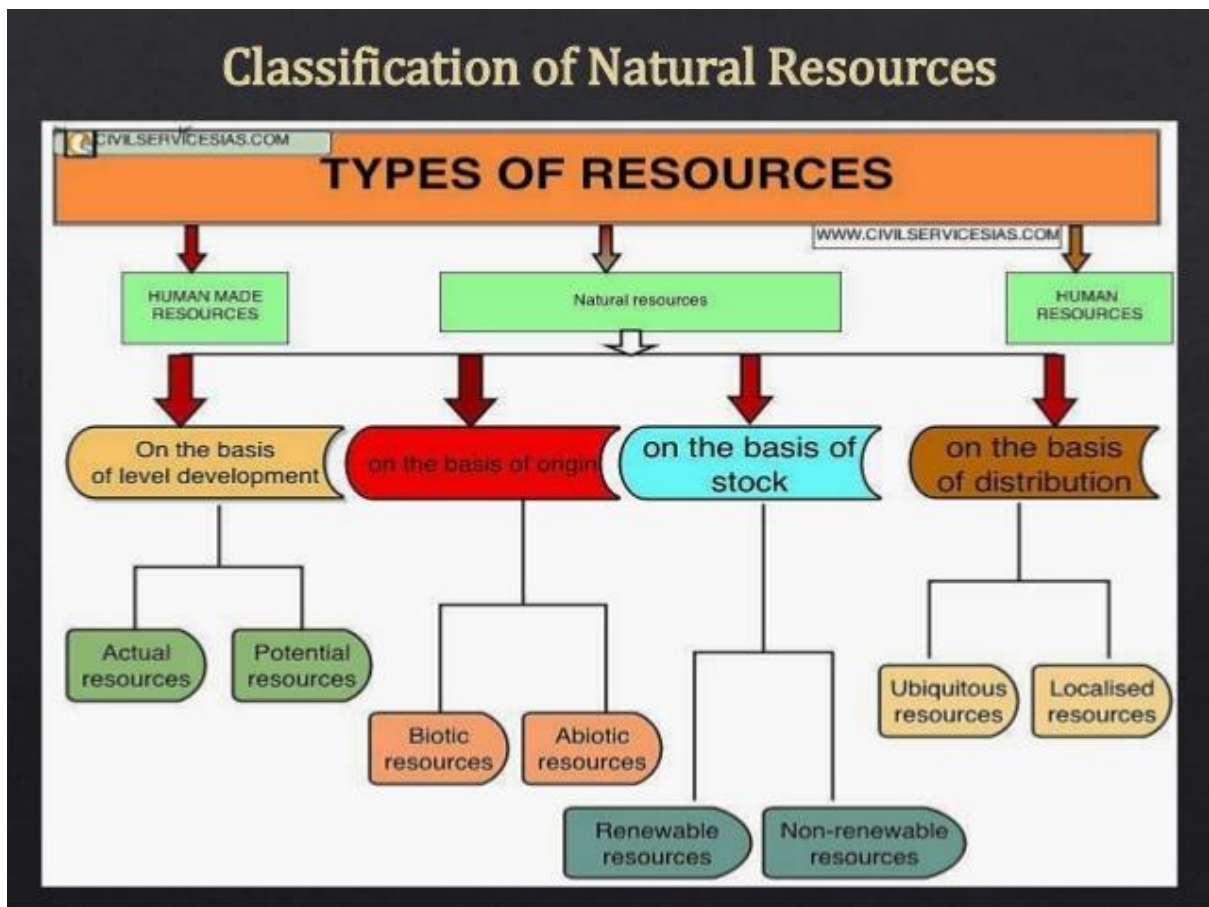 Classification of Natural Resources
CIVILSERVICESIAS.COM
TYPES OF RESOURCES
WWW.CIVILSERVICESIAS.COM
HUMAN MADE
RESOURCES
Natural resources
HUMAN
RESOURCES
On the basis
of level development
on the basis of origin
on the basis of
stock
on the basis
of distribution
Actual
resources
Potential
resources
Biotic
resources
Abiotic
resources
Renewable
resources
Non-renewable
resources
Ubiquitous
resources
Localised
resources